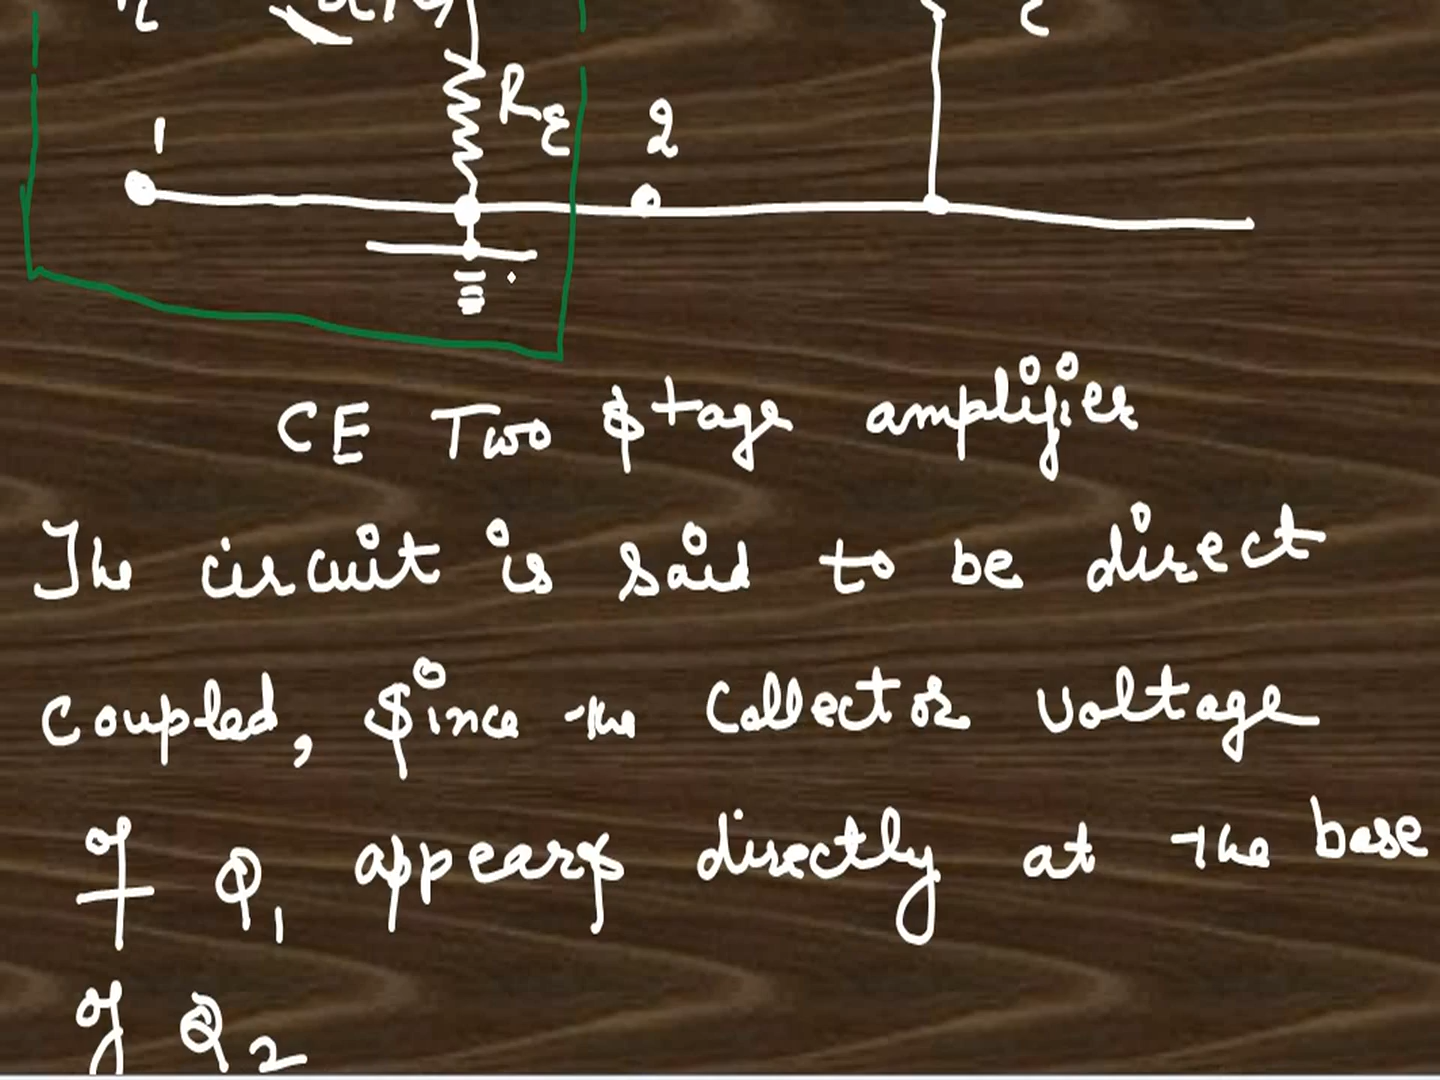 R_E
1
2
CE Two Stage amplifier
The circuit is said to be direct
coupled, Since the collector voltage
of Q1 appears directly at the base
of Q2